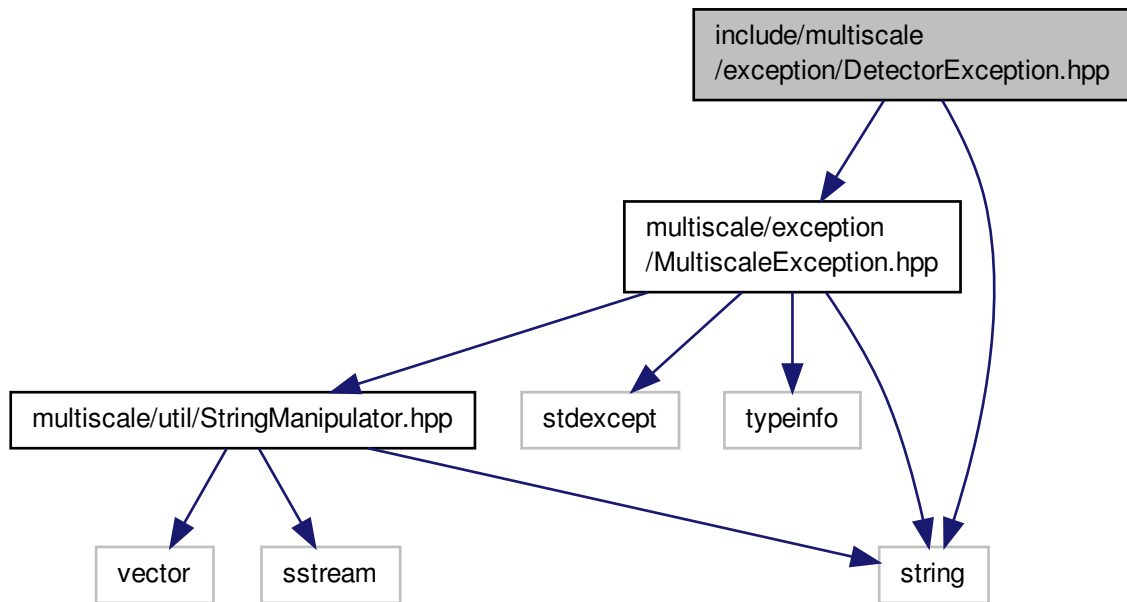 include/multiscale
/exception/DetectorException.hpp
multiscale/exception
/MultiscaleException.hpp
multiscale/util/StringManipulator.hpp
stdexcept
typeinfo
vector
sstream
string